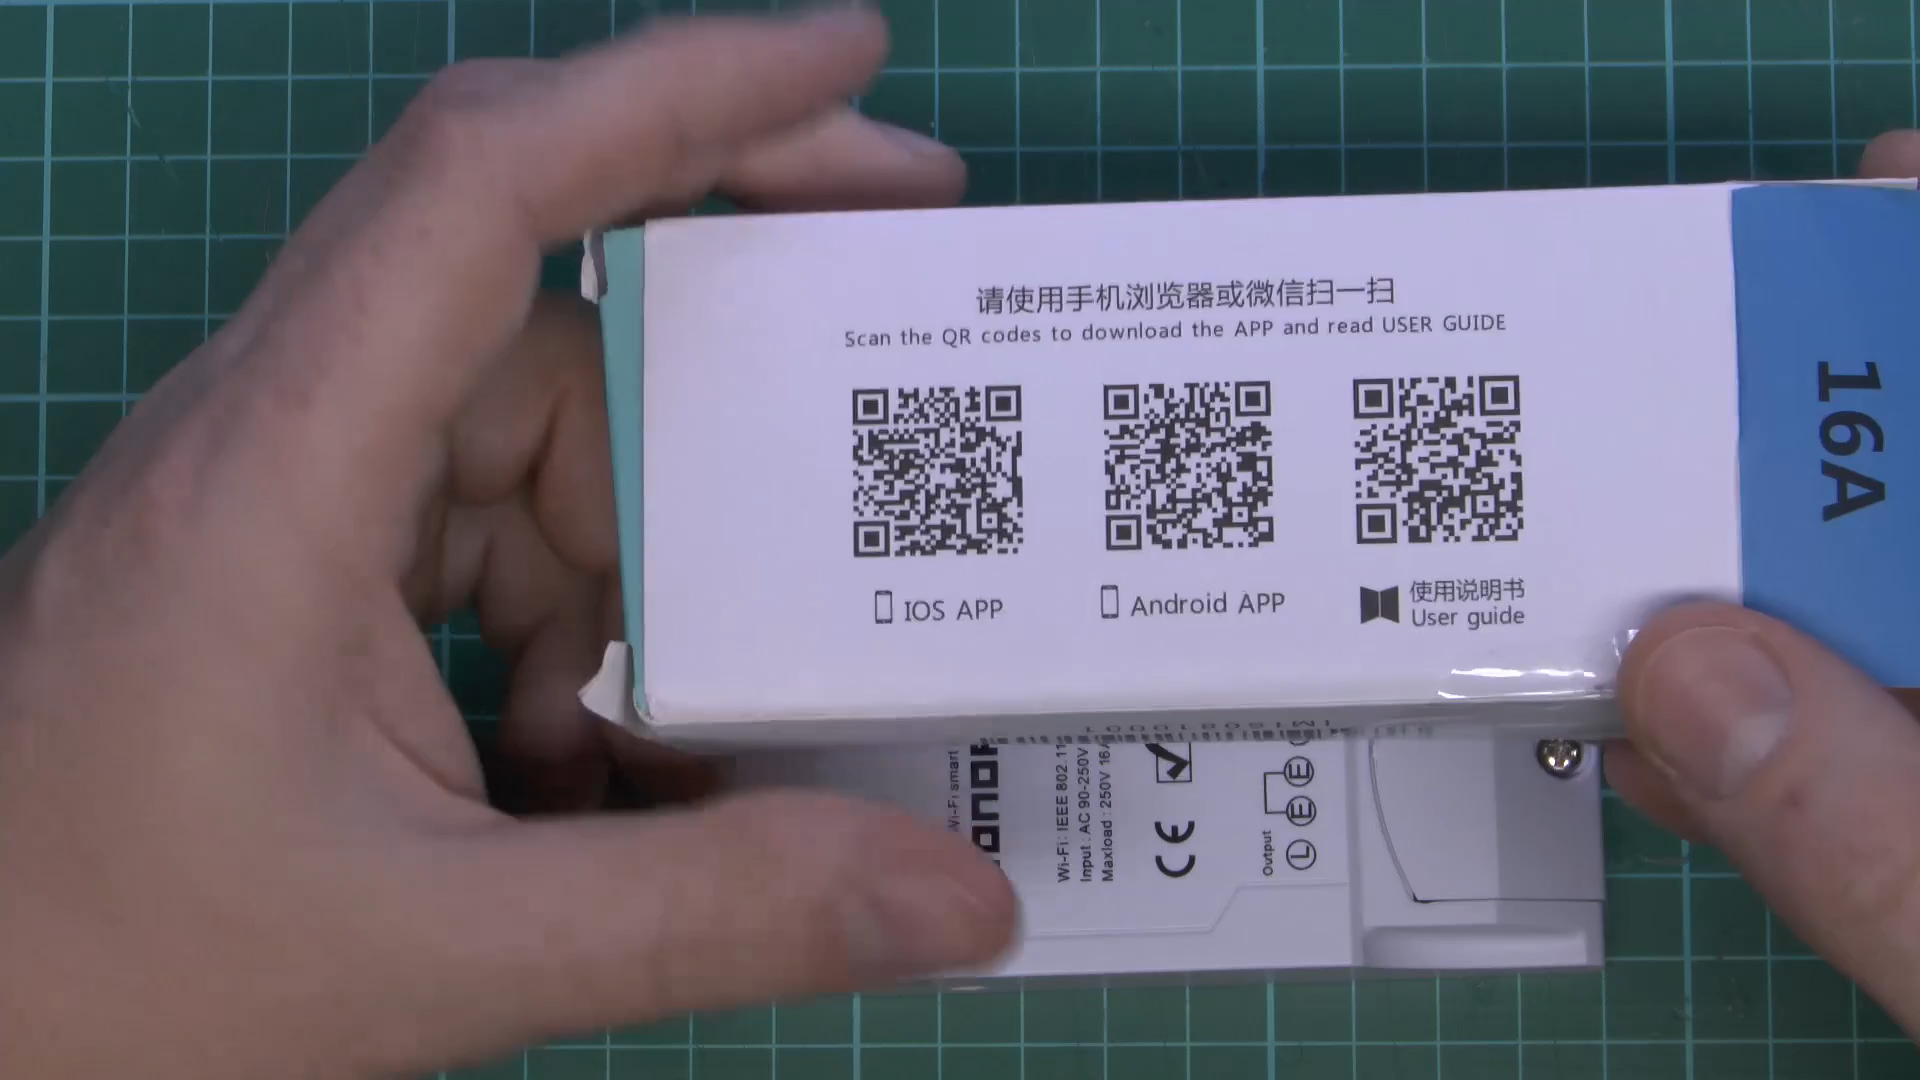 请使用手机浏览器或微信扫一扫
Scan the QR codes to download the APP and read USER GUIDE
IOS APP
Android APP
使用说明书
User guide
16A
Wi-Fi smart
Wi-Fi: IEEE 802.11
Input: AC 90-250V
Maxload: 250V 16A
CE
Output
L E E